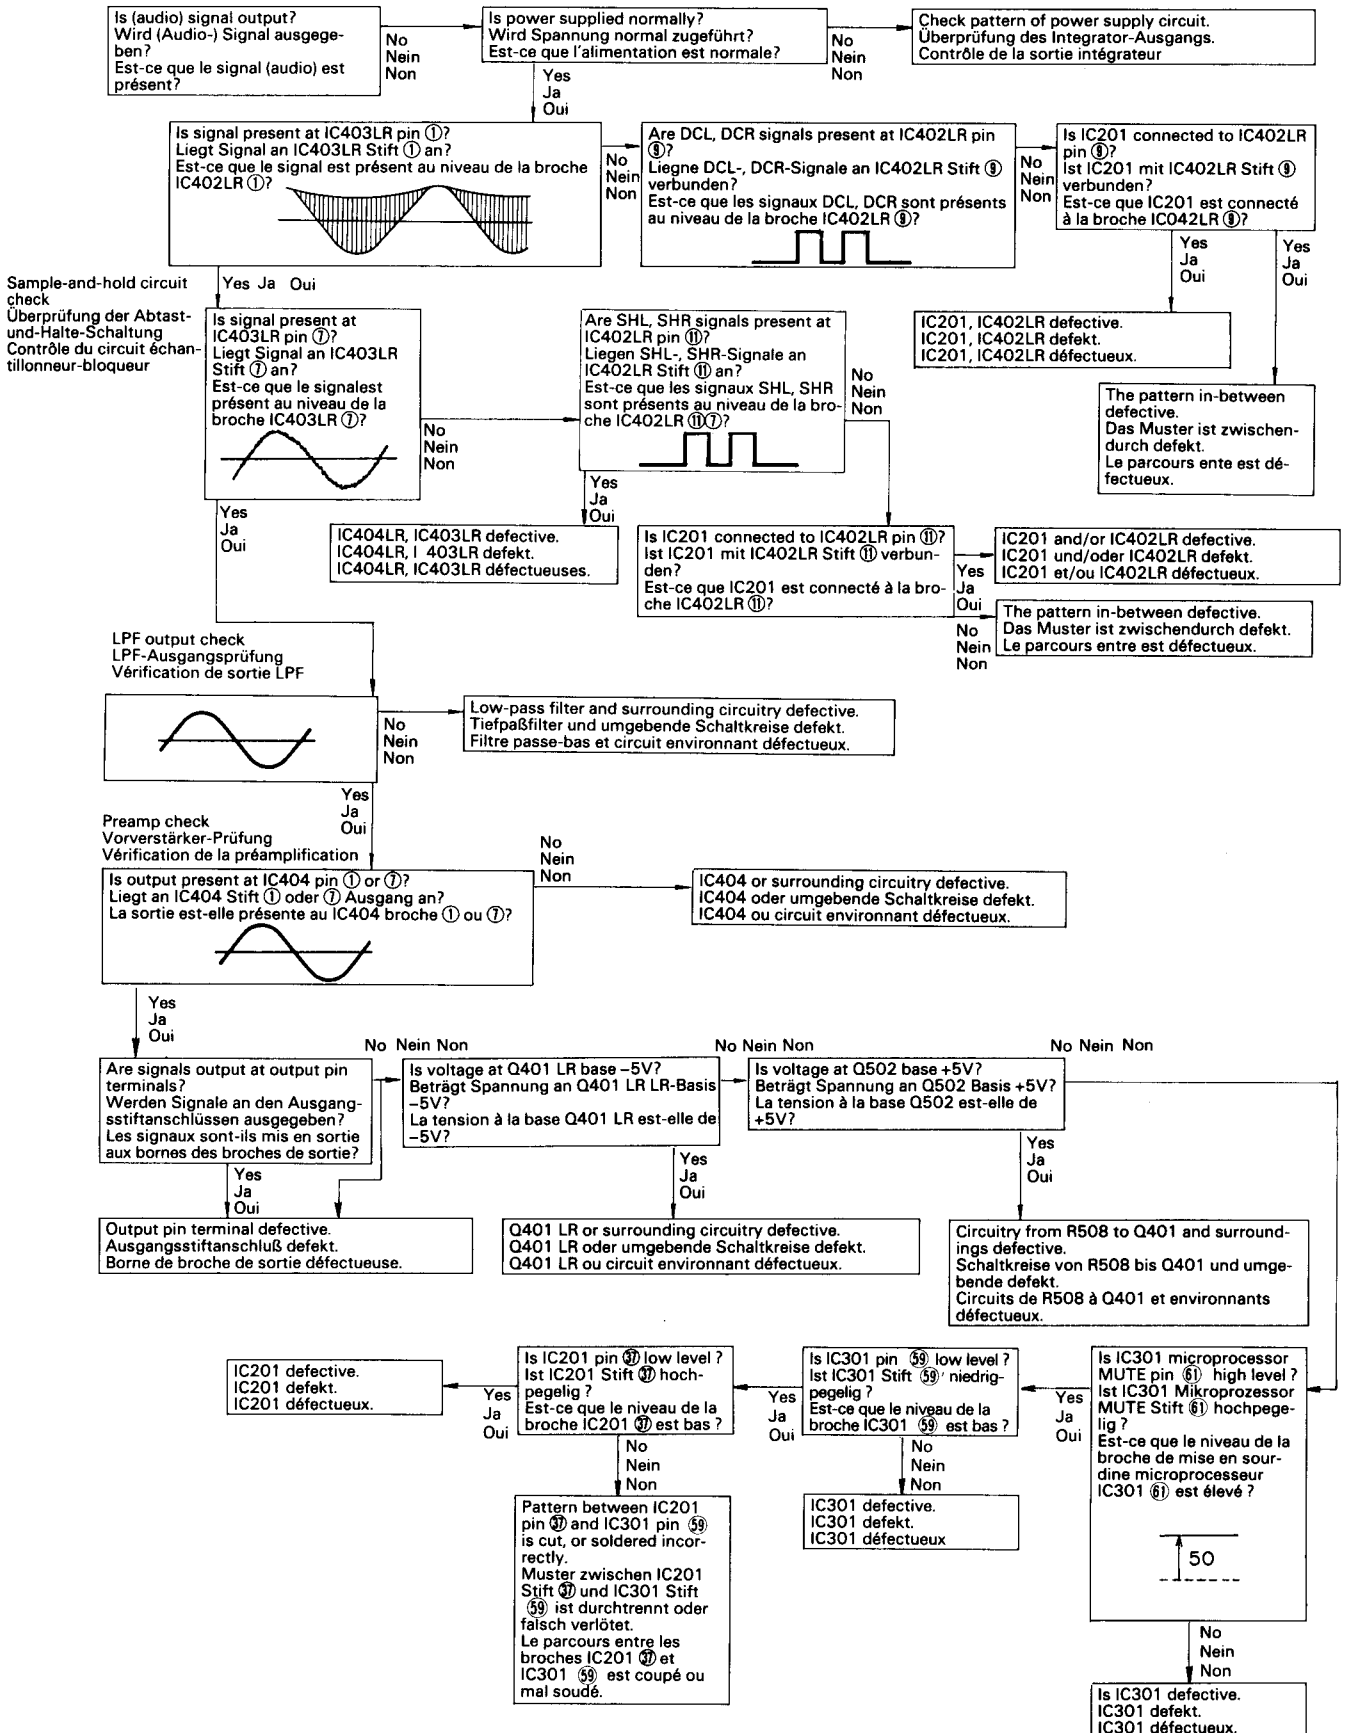 Is (audio) signal output?
Wird (Audio-) Signal ausgege-
ben?
Est-ce que le signal (audio) est
présent?
No
Nein
Non
Is power supplied normally?
Wird Spannung normal zugeführt?
Est-ce que l'alimentation est normale?
No
Nein
Non
Check pattern of power supply circuit.
Überprüfung des Integrator-Ausgangs.
Contrôle de la sortie intégrateur
Yes
Ja
Oui
Is signal present at IC403LR pin ①?
Liegt Signal an IC403LR Stift ① an?
Est-ce que le signal est présent au niveau de la broche
IC402LR ①?
No
Nein
Non
Are DCL, DCR signals present at IC402LR pin
⑨?
Liegne DCL-, DCR-Signale an IC402LR Stift ⑨
verbunden?
Est-ce que les signaux DCL, DCR sont présents
au niveau de la broche IC402LR ⑨?
No
Nein
Non
Is IC201 connected to IC402LR
pin ⑨?
Ist IC201 mit IC402LR Stift ⑨
verbunden?
Est-ce que IC201 est connecté
à la broche IC042LR ⑨?
Yes
Ja
Oui
Yes
Ja
Oui
IC201, IC402LR defective.
IC201, IC402LR defekt.
IC201, IC402LR défectueux.
The pattern in-between
defective.
Das Muster ist zwischen-
durch defekt.
Le parcours ente est dé-
fectueux.
Yes Ja Oui
Sample-and-hold circuit
check
Überprüfung der Abtast-
und-Halte-Schaltung
Contrôle du circuit échan-
tillonneur-bloqueur
Is signal present at
IC403LR pin ⑦?
Liegt Signal an IC403LR
Stift ⑦ an?
Est-ce que le signalest
présent au niveau de la
broche IC403LR ⑦?
No
Nein
Non
Are SHL, SHR signals present at
IC402LR pin ⑪?
Liegen SHL-, SHR-Signale an
IC402LR Stift ⑪ an?
Est-ce que les signaux SHL, SHR
sont présents au niveau de la bro-
che IC402LR ⑪⑦?
No
Nein
Non
Yes
Ja
Oui
Yes
Ja
Oui
IC404LR, IC403LR defective.
IC404LR, I 403LR defekt.
IC404LR, IC403LR défectueuses.
Is IC201 connected to IC402LR pin ⑪?
Ist IC201 mit IC402LR Stift ⑪ verbun-
den?
Est-ce que IC201 est connecté à la bro-
che IC402LR ⑪?
Yes
Ja
Oui
IC201 and/or IC402LR defective.
IC201 und/oder IC402LR defekt.
IC201 et/ou IC402LR défectueux.
No
Nein
Non
The pattern in-between defective.
Das Muster ist zwischendurch defekt.
Le parcours entre est défectueux.
LPF output check
LPF-Ausgangsprüfung
Vérification de sortie LPF
No
Nein
Non
Low-pass filter and surrounding circuitry defective.
Tiefpaßfilter und umgebende Schaltkreise defekt.
Filtre passe-bas et circuit environnant défectueux.
Yes
Ja
Oui
Preamp check
Vorverstärker-Prüfung
Vérification de la préamplification
Is output present at IC404 pin ① or ⑦?
Liegt an IC404 Stift ① oder ⑦ Ausgang an?
La sortie est-elle présente au IC404 broche ① ou ⑦?
No
Nein
Non
IC404 or surrounding circuitry defective.
IC404 oder umgebende Schaltkreise defekt.
IC404 ou circuit environnant défectueux.
Yes
Ja
Oui
Are signals output at output pin
terminals?
Werden Signale an den Ausgang-
sstiftanschlüssen ausgegeben?
Les signaux sont-ils mis en sortie
aux bornes des broches de sortie?
No Nein Non
Is voltage at Q401 LR base –5V?
Beträgt Spannung an Q401 LR LR-Basis
–5V?
La tension à la base Q401 LR est-elle de
–5V?
No Nein Non
Is voltage at Q502 base +5V?
Beträgt Spannung an Q502 Basis +5V?
La tension à la base Q502 est-elle de
+5V?
No Nein Non
Yes
Ja
Oui
Yes
Ja
Oui
Yes
Ja
Oui
Output pin terminal defective.
Ausgangsstiftanschluß defekt.
Borne de broche de sortie défectueuse.
Q401 LR or surrounding circuitry defective.
Q401 LR oder umgebende Schaltkreise defekt.
Q401 LR ou circuit environnant défectueux.
Circuitry from R508 to Q401 and surround-
ings defective.
Schaltkreise von R508 bis Q401 und umge-
bende defekt.
Circuits de R508 à Q401 et environnants
défectueux.
IC201 defective.
IC201 defekt.
IC201 défectueux.
Yes
Ja
Oui
Is IC201 pin ㊲ low level ?
Ist IC201 Stift ㊲ hoch-
pegelig ?
Est-ce que le niveau de la
broche IC201 ㊲ est bas ?
Yes
Ja
Oui
Is IC301 pin 59 low level ?
Ist IC301 Stift 59 niedrig-
pegelig ?
Est-ce que le niveau de la
broche IC301 59 est bas ?
Yes
Ja
Oui
Is IC301 microprocessor
MUTE pin 61 high level ?
Ist IC301 Mikroprozessor
MUTE Stift 61 hochpege-
lig ?
Est-ce que le niveau de la
broche de mise en sour-
dine microprocesseur
IC301 61 est élevé ?
50
No
Nein
Non
No
Nein
Non
Pattern between IC201
pin ㊲ and IC301 pin 59
is cut, or soldered incor-
rectly.
Muster zwischen IC201
Stift ㊲ und IC301 Stift
59 ist durchtrennt oder
falsch verlötet.
Le parcours entre les
broches IC201 ㊲ et
IC301 59 est coupé ou
mal soudé.
IC301 defective.
IC301 defekt.
IC301 défectueux
No
Nein
Non
Is IC301 defective.
IC301 defekt.
IC301 défectueux.